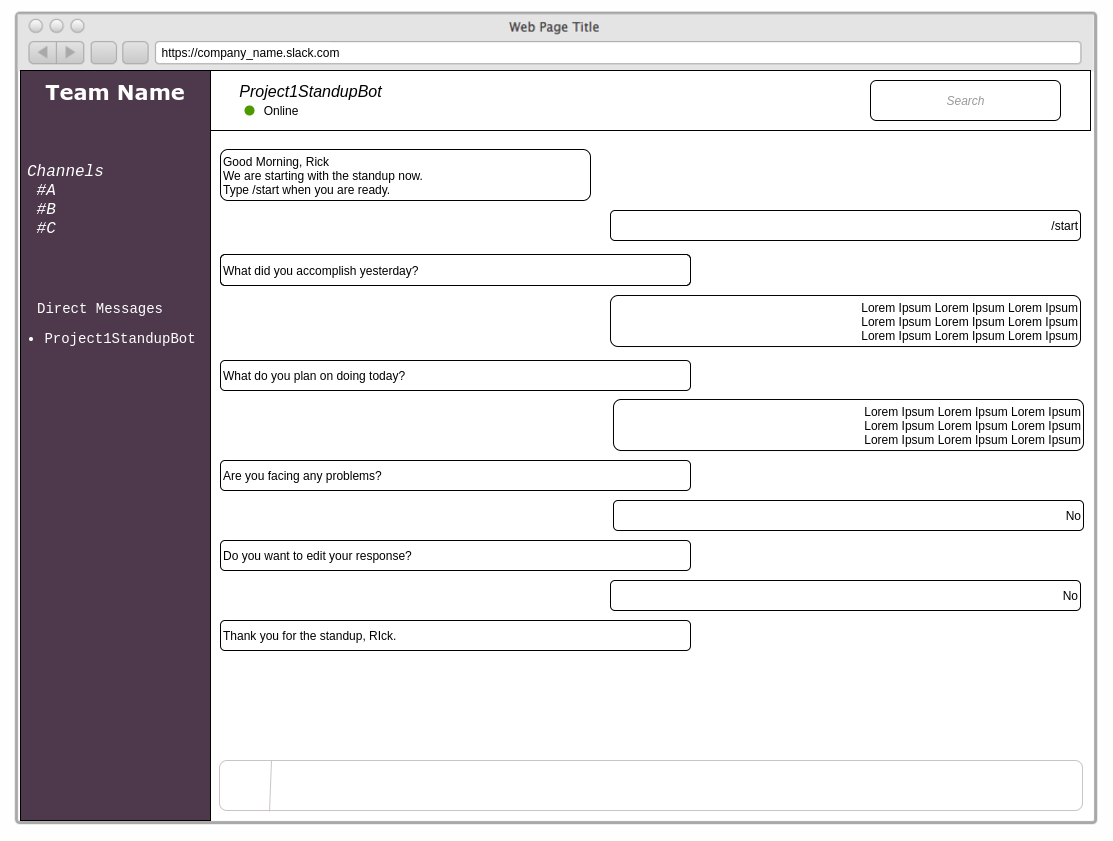 Web Page Title
https://company_name.slack.com
Team Name
Project1StandupBot
Online
Search
Channels
#A
#B
#C
Direct Messages
• Project1StandupBot
Good Morning, Rick
We are starting with the standup now.
Type /start when you are ready.
/start
What did you accomplish yesterday?
Lorem Ipsum Lorem Ipsum Lorem Ipsum
Lorem Ipsum Lorem Ipsum Lorem Ipsum
Lorem Ipsum Lorem Ipsum Lorem Ipsum
What do you plan on doing today?
Lorem Ipsum Lorem Ipsum Lorem Ipsum
Lorem Ipsum Lorem Ipsum Lorem Ipsum
Lorem Ipsum Lorem Ipsum Lorem Ipsum
Are you facing any problems?
No
Do you want to edit your response?
No
Thank you for the standup, RIck.